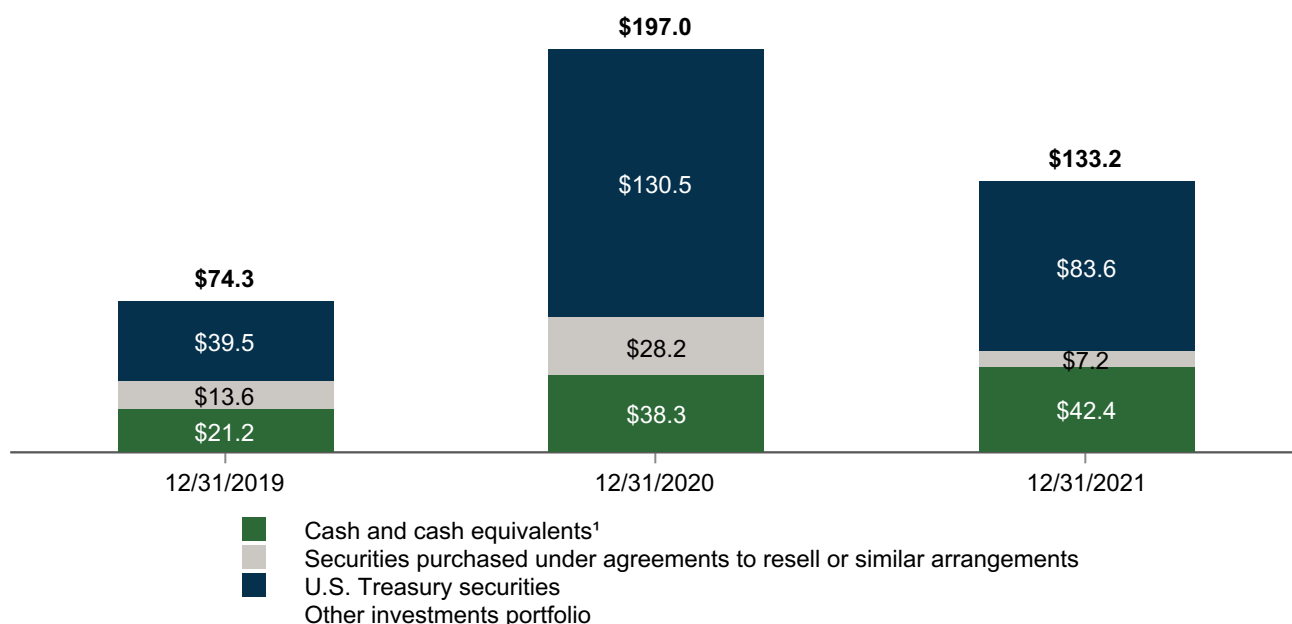 $197.0
$133.2
$130.5
$74.3
$83.6
$39.5
$28.2
$7.2
$13.6
$38.3
$42.4
$21.2
12/31/2019 12/31/2020 12/31/2021
Cash and cash equivalents¹
Securities purchased under agreements to resell or similar arrangements
U.S. Treasury securities
Other investments portfolio